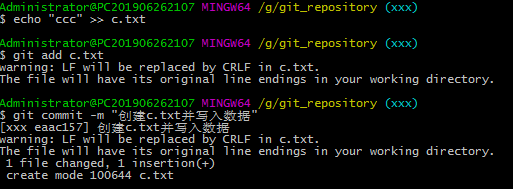 Administrator@PC201906262107 MINGW64 /g/git_repository (xxx)
$ echo "ccc" >> c.txt
Administrator@PC201906262107 MINGW64 /g/git_repository (xxx)
$ git add c.txt
warning: LF will be replaced by CRLF in c.txt.
The file will have its original line endings in your working directory.
Administrator@PC201906262107 MINGW64 /g/git_repository (xxx)
$ git commit -m "创建c.txt并写入数据"
[xxx eac157] 创建c.txt并写入数据
warning: LF will be replaced by CRLF in c.txt.
The file will have its original line endings in your working directory.
1 file changed, 1 insertion(+)
create mode 100644 c.txt